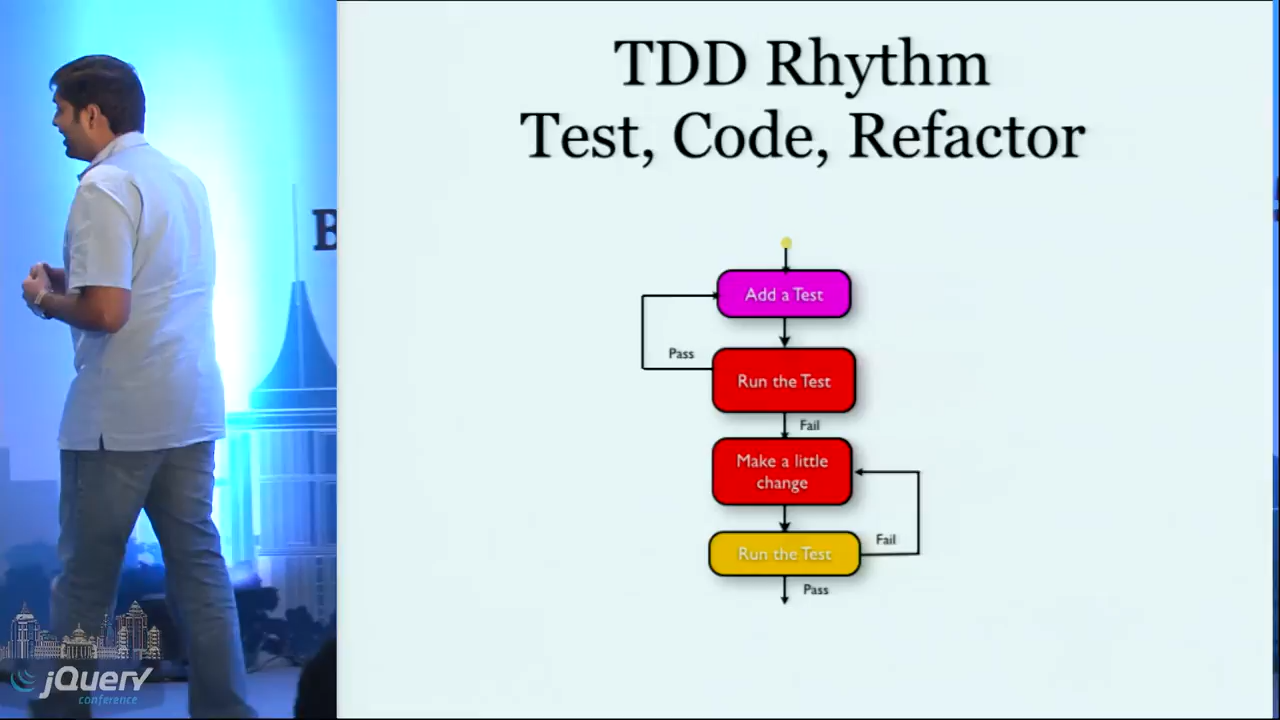 TDD Rhythm
Test, Code, Refactor
B
Add a Test
Pass
Run the Test
Fail
Make a little
change
Run the Test
Fail
Pass
jQuery
conference